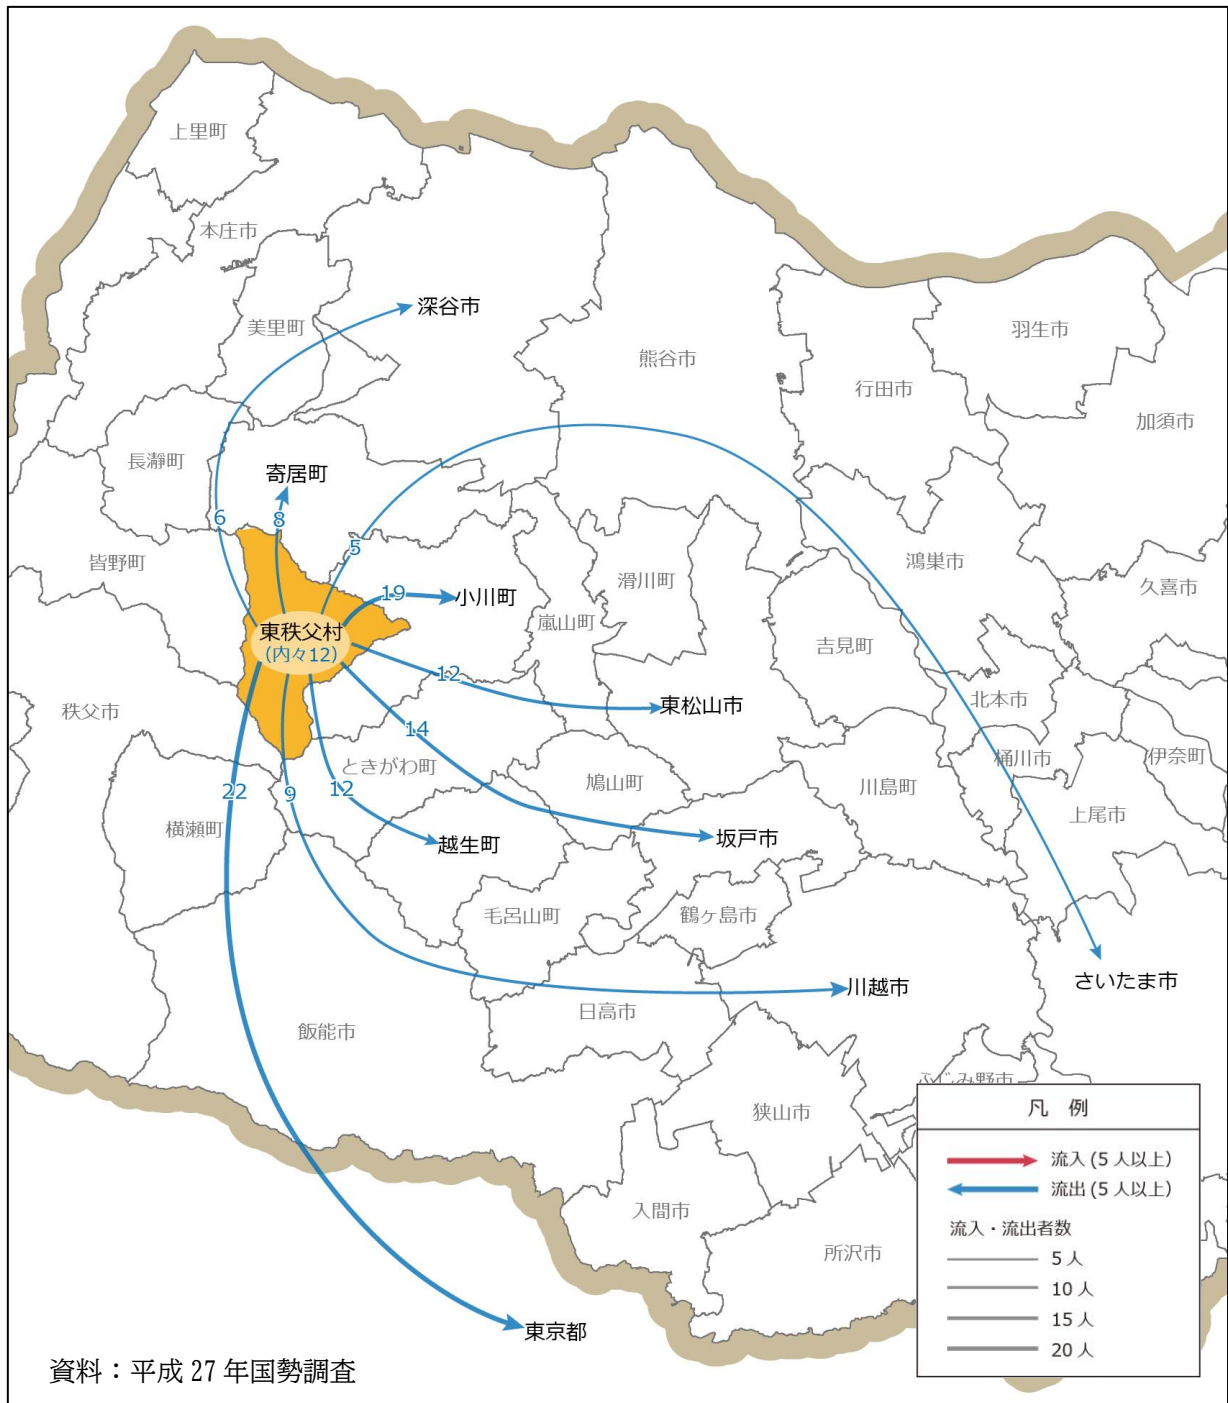 上里町
本庄市
深谷市
美里町
羽生市
熊谷市
行田市
加須市
長瀞町
寄居町
6
8
5
鴻巣市
皆野町
久喜市
滑川町
19
小川町
嵐山町
吉見町
東秩父村
(内々12)
12
北本市
東松山市
秩父市
14
伊奈町
桶川市
ときがわ町
鳩山町
川島町
22
9
12
上尾市
横瀬町
越生町
坂戸市
毛呂山町
鶴ヶ島市
さいたま市
川越市
日高市
飯能市
ふじみ野市
狭山市
入間市
所沢市
東京都
凡 例
流入 (5 人以上)
流出 (5 人以上)
流入・流出者数
5 人
10 人
15 人
20 人
資料：平成 27 年国勢調査